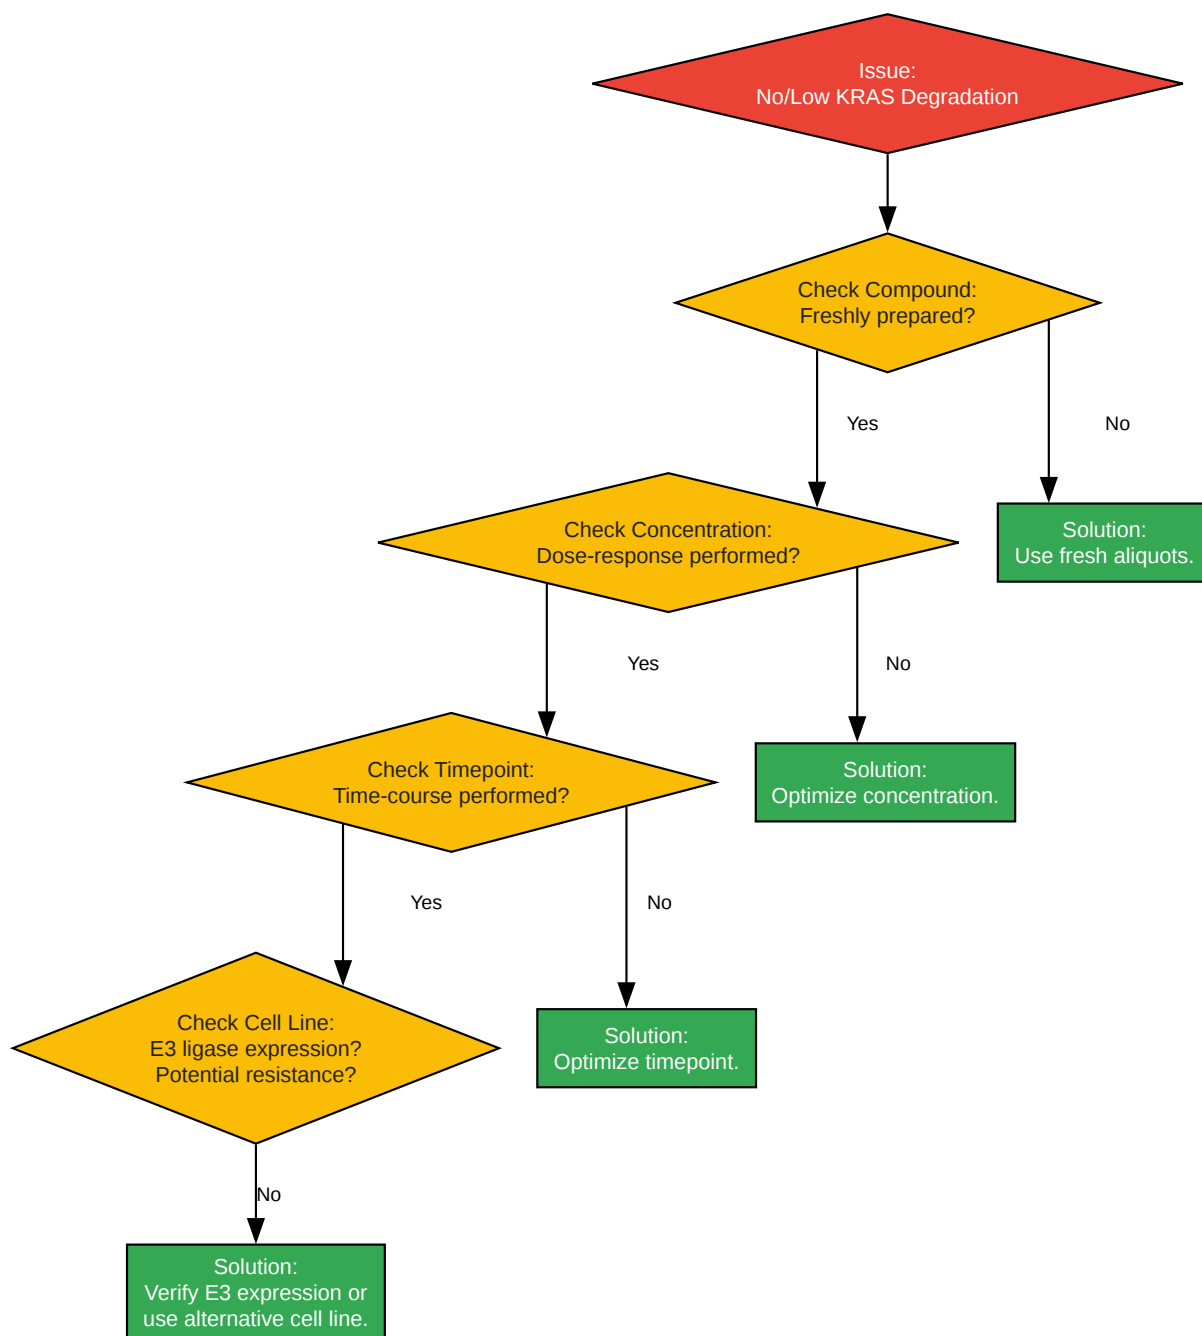 Issue:
No/Low KRAS Degradation
Check Compound:
Freshly prepared?
Yes
No
Check Concentration:
Dose-response performed?
Solution:
Use fresh aliquots.
Yes
No
Check Timepoint:
Time-course performed?
Solution:
Optimize concentration.
Yes
No
Check Cell Line:
E3 ligase expression?
Potential resistance?
Solution:
Optimize timepoint.
No
Solution:
Verify E3 expression or
use alternative cell line.